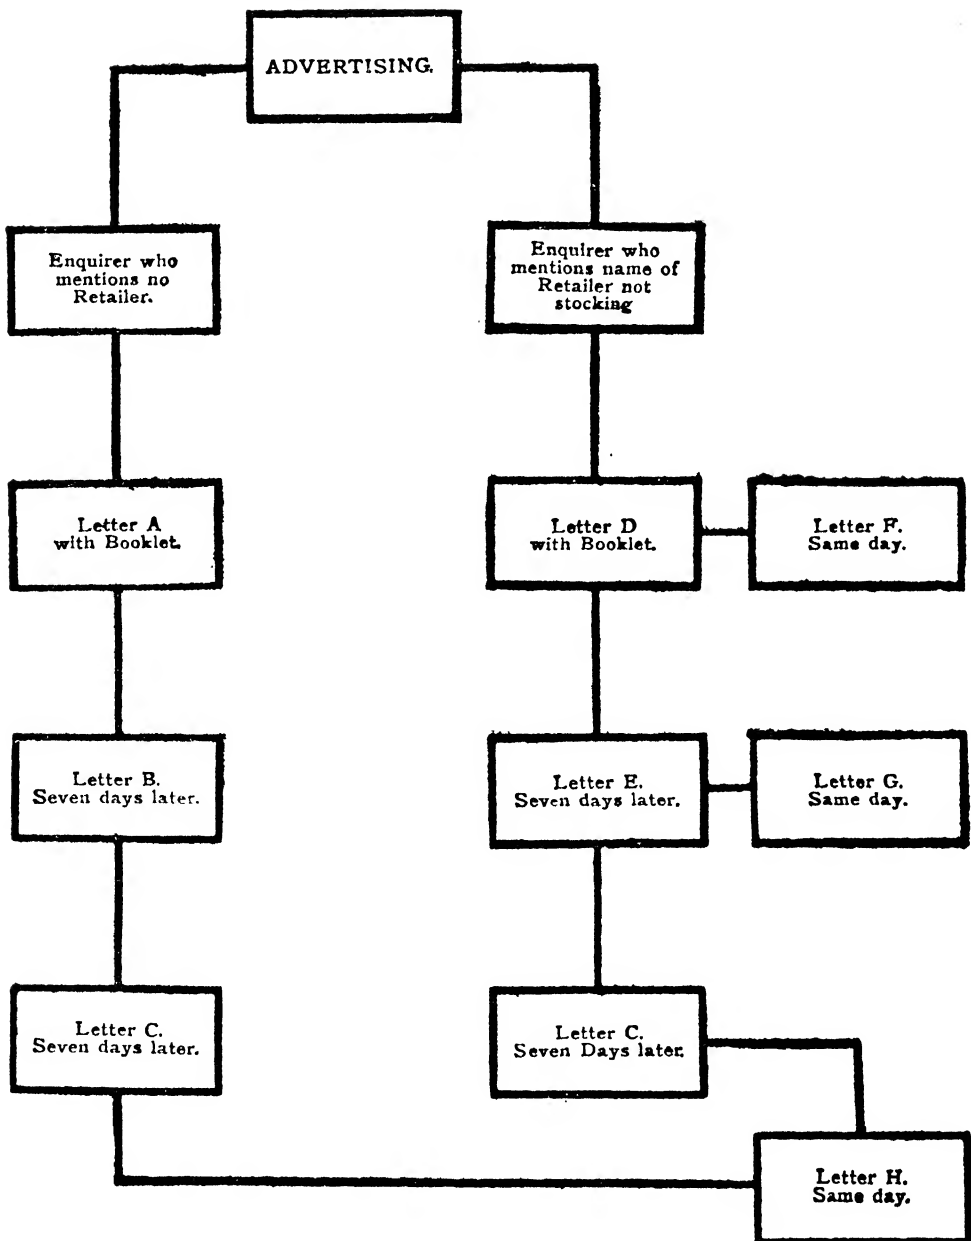 ADVERTISING.
Enquirer who
mentions no
Retailer.
Enquirer who
mentions name of
Retailer not
stocking
Letter A
with Booklet.
Letter D
with Booklet.
Letter F.
Same day.
Letter B.
Seven days later.
Letter E.
Seven days later.
Letter G.
Same day.
Letter C.
Seven days later.
Letter C.
Seven Days later.
Letter H.
Same day.